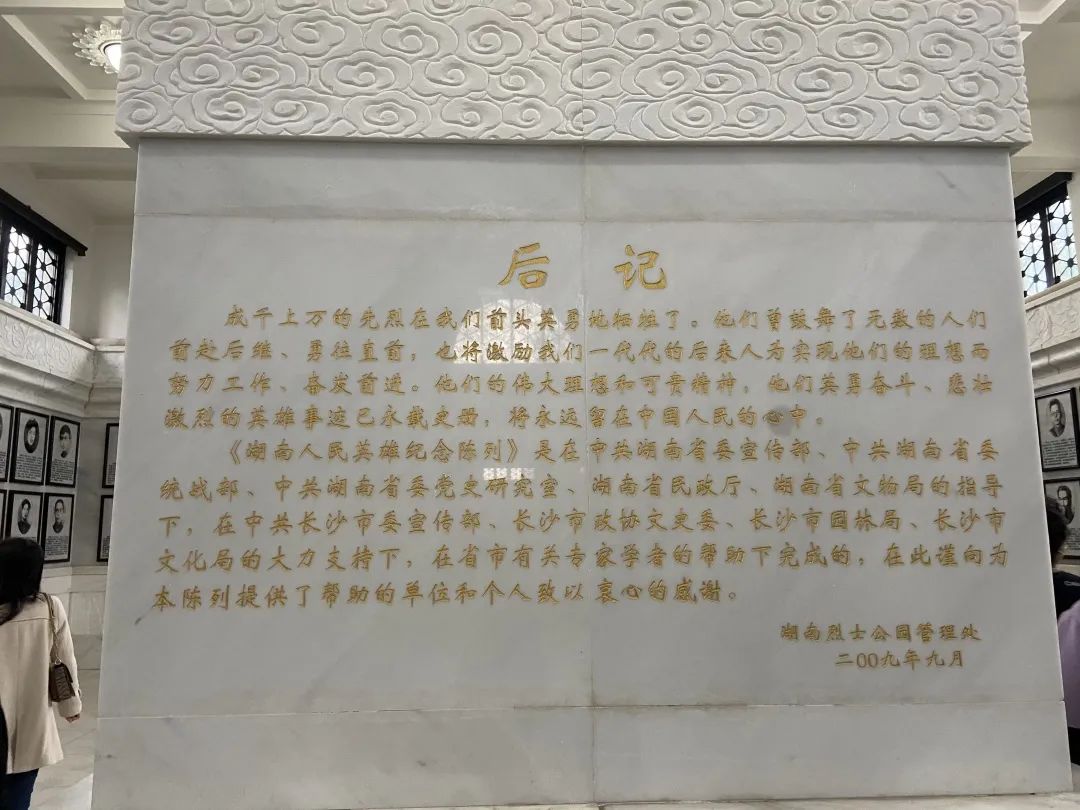 后 记
成千上万的先烈在我们前头英勇地牺牲了。他们曾鼓舞了无数的人们
前赴后继、勇往直前，也将激励我们一代代的后来人为实现他们的理想而
努力工作、奋发前进。他们的伟大理想和可贵精神，他们英勇奋斗、悲壮
激烈的英雄事迹已永载史册，将永远留在中国人民的心中。
《湖南人民英雄纪念陈列》是在中共湖南省委宣传部、中共湖南省委
统战部、中共湖南省委党史研究室、湖南省民政厅、湖南省文物局的指导
下，在中共长沙市委宣传部、长沙市政协文史委、长沙市园林局、长沙市
文化局的大力支持下，在省市有关专家学者的帮助下完成的，在此谨向为
本陈列提供了帮助的单位和个人致以衷心的感谢。
湖南烈士公园管理处
二00九年九月